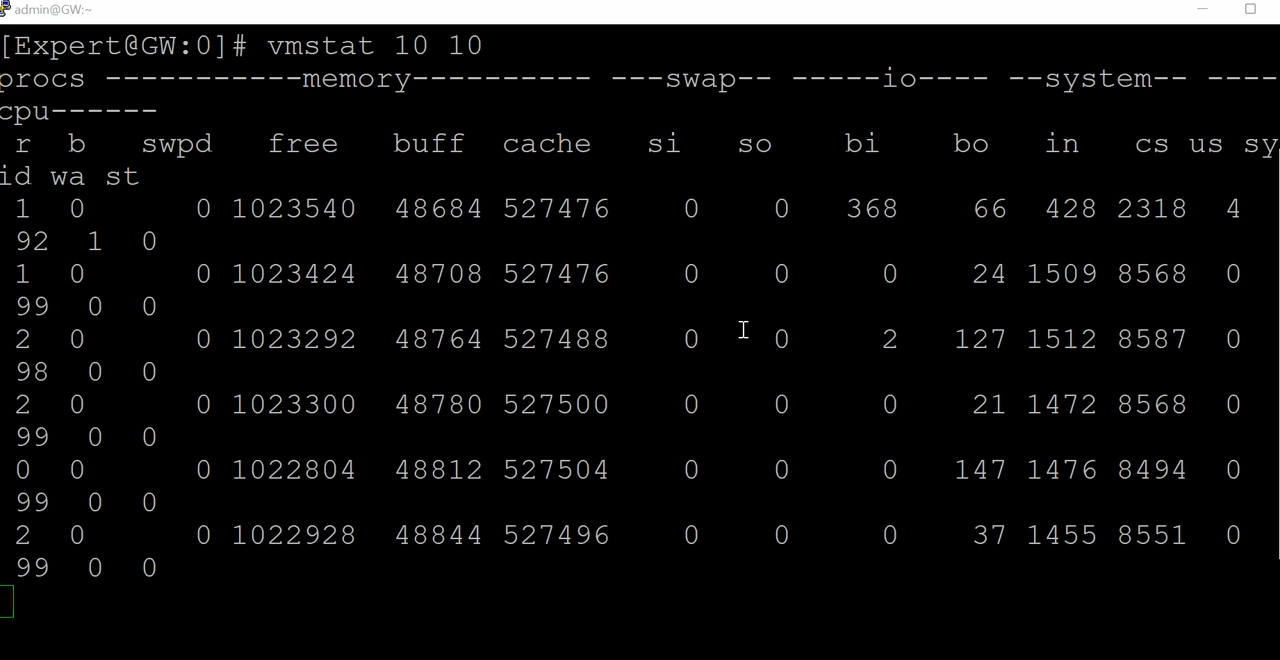 admin@GW:~
[Expert@GW:0]# vmstat 10 10
procs -----------memory---------- ---swap-- -----io---- --system-- ----
cpu------
r b swpd free buff cache si so bi bo in cs us sy
id wa st
1 0 0 1023540 48684 527476 0 0 368 66 428 2318 4
92 1 0
1 0 0 1023424 48708 527476 0 0 0 24 1509 8568 0
99 0 0
2 0 0 1023292 48764 527488 0 0 2 127 1512 8587 0
98 0 0
2 0 0 1023300 48780 527500 0 0 0 21 1472 8568 0
99 0 0
0 0 0 1022804 48812 527504 0 0 0 147 1476 8494 0
99 0 0
2 0 0 1022928 48844 527496 0 0 0 37 1455 8551 0
99 0 0